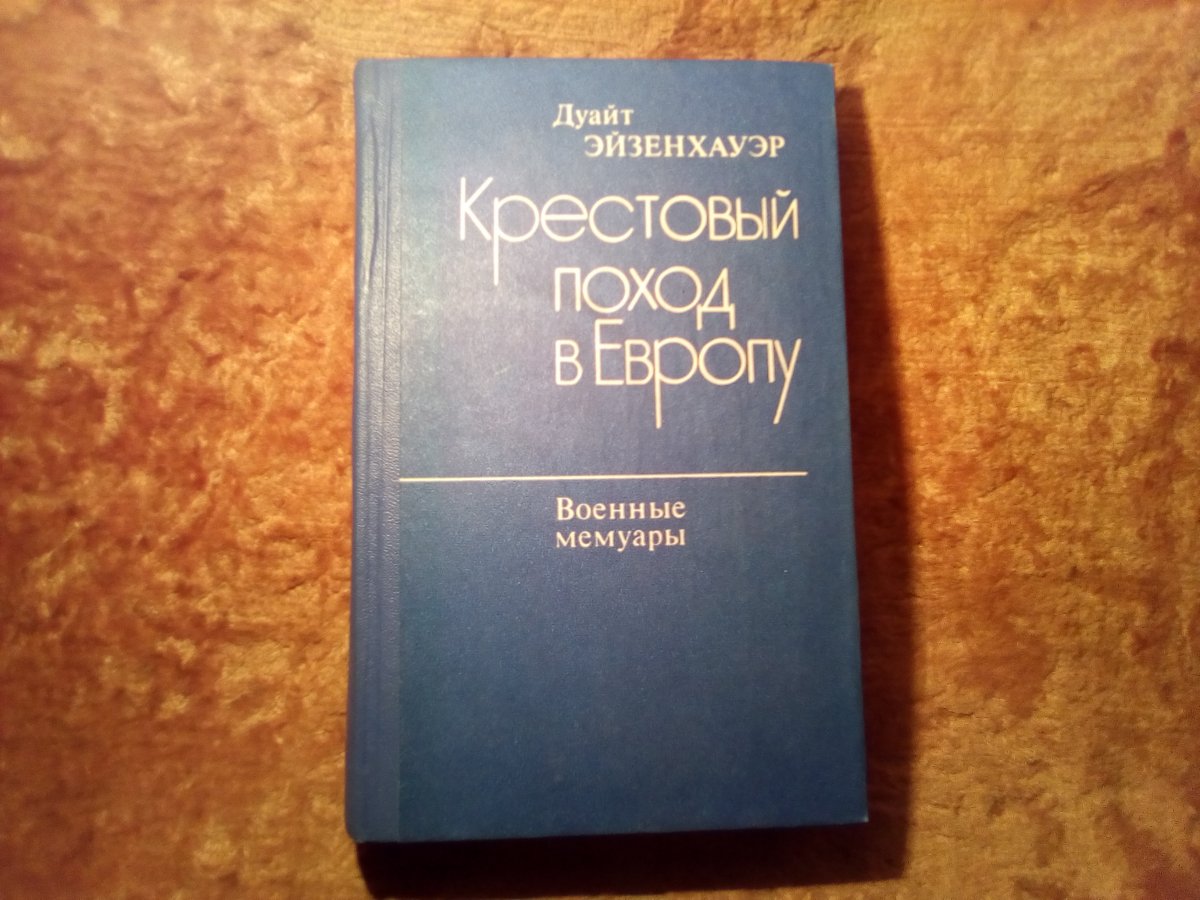 Дуайт
ЭЙЗЕНХАУЭР
Крестовый
поход
в Европу
Военные
мемуары